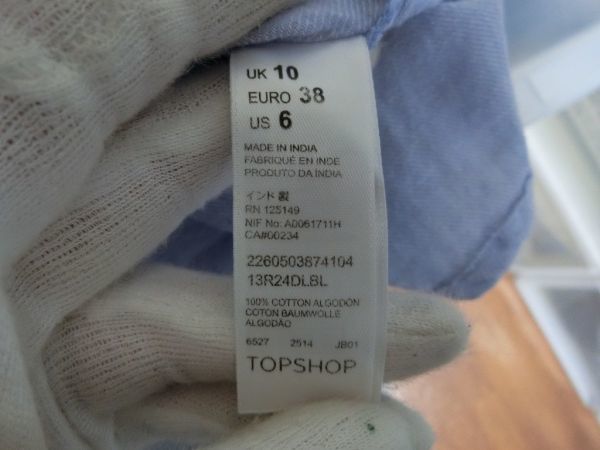 UK 10
EURO 38
US 6
MADE IN INDIA
FABRIQUÉ EN INDE
PRODUTO DA ÍNDIA
インド 製
RN 125149
NIF No: A0061711H
CA#00234
2260503874104
13R24DLBL
100% COTTON ALGODON
COTON BAUMWOLLE
ALGODÃO
6527 2514 JB01
TOPSHOP